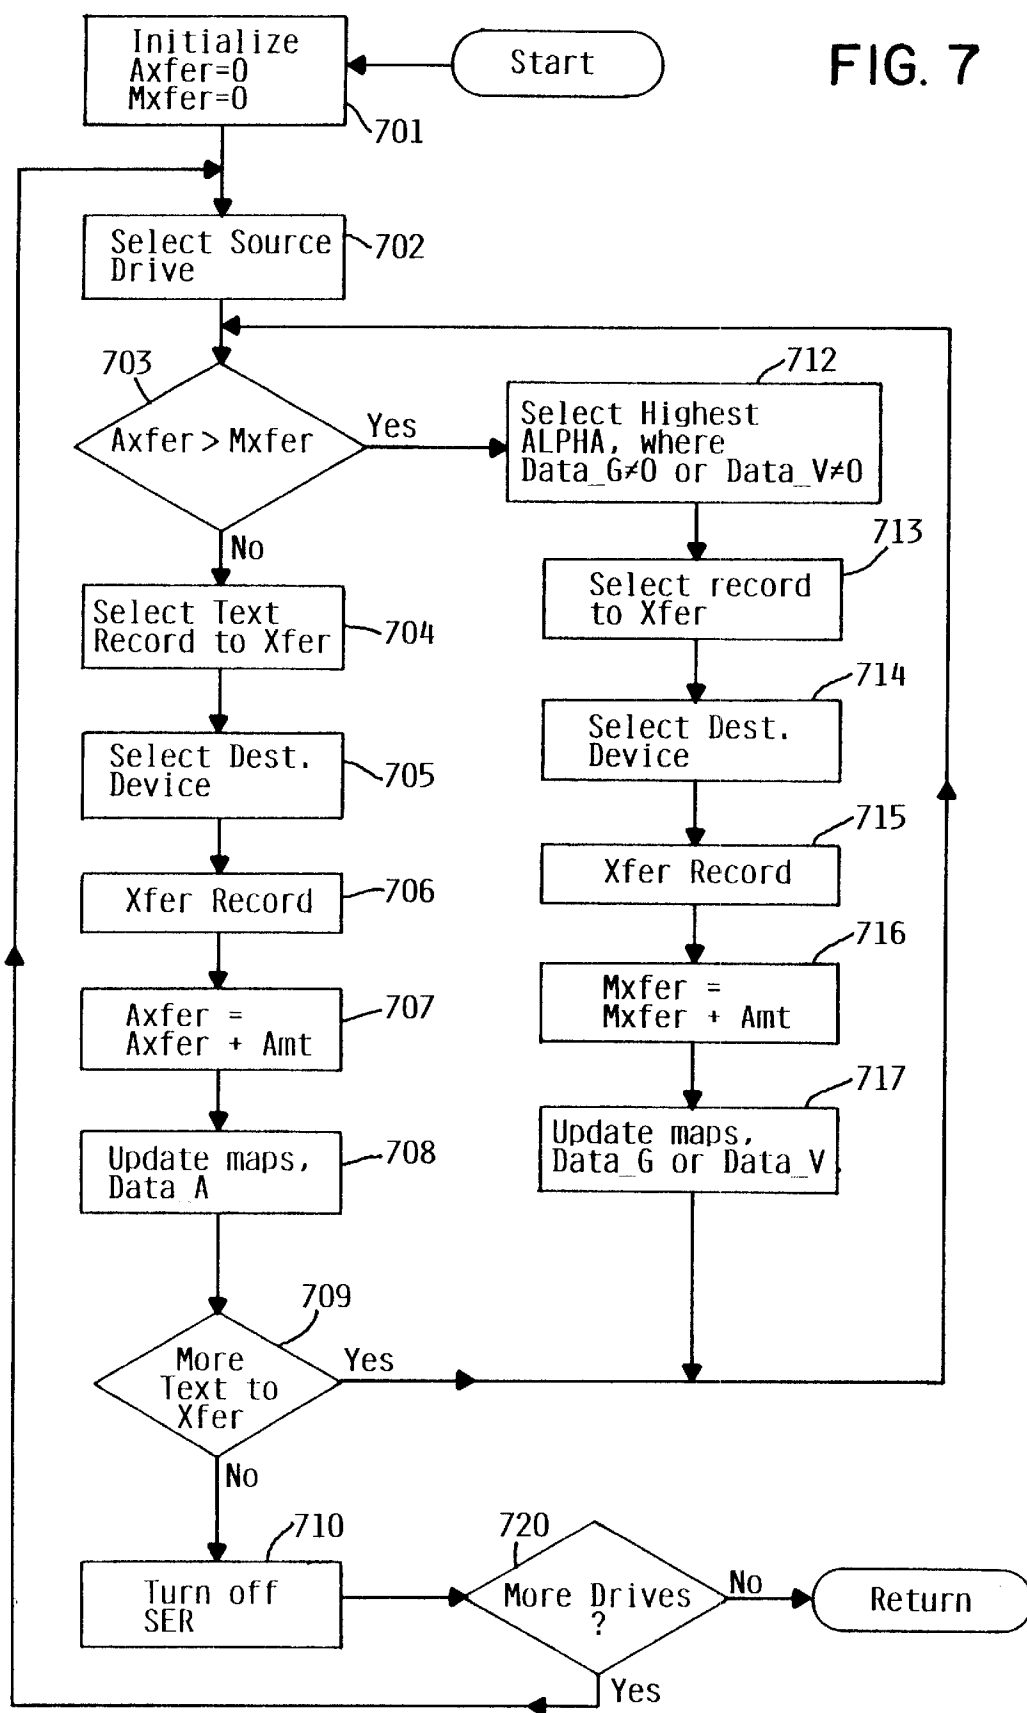 Initialize
Axfer=0
Mxfer=0
Start
FIG. 7
701
Select Source
Drive
702
703
Axfer > Mxfer
Yes
No
712
Select Highest
ALPHA, where
Data_G≠0 or Data_V≠0
713
Select record
to Xfer
Select Text
Record to Xfer
704
714
Select Dest.
Device
Select Dest.
Device
705
715
Xfer Record
Xfer Record
706
716
Mxfer =
Mxfer + Amt
Axfer =
Axfer + Amt
707
717
Update maps,
Data_G or Data_V
Update maps,
Data_A
708
709
More
Text to
Xfer
Yes
No
710
Turn off
SER
720
More Drives
?
No
Return
Yes